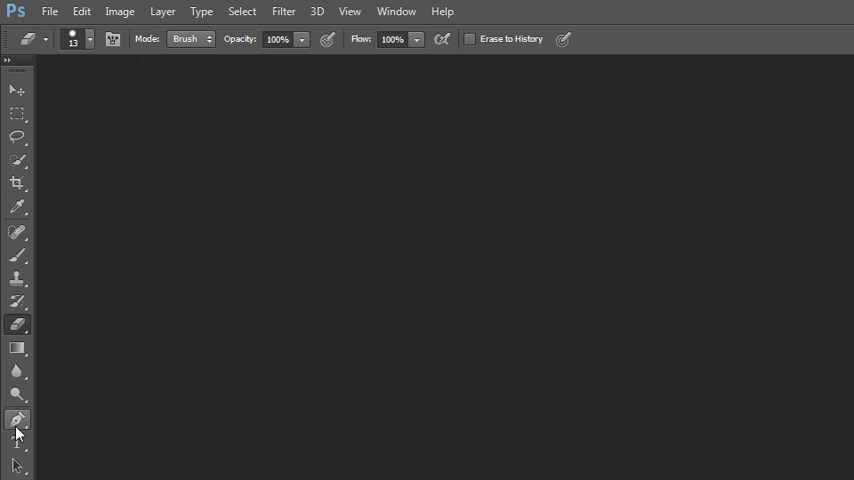 Ps File Edit Image Layer Type Select Filter 3D View Window Help
13 Mode: Brush Opacity: 100% Flow: 100% Erase to History
T